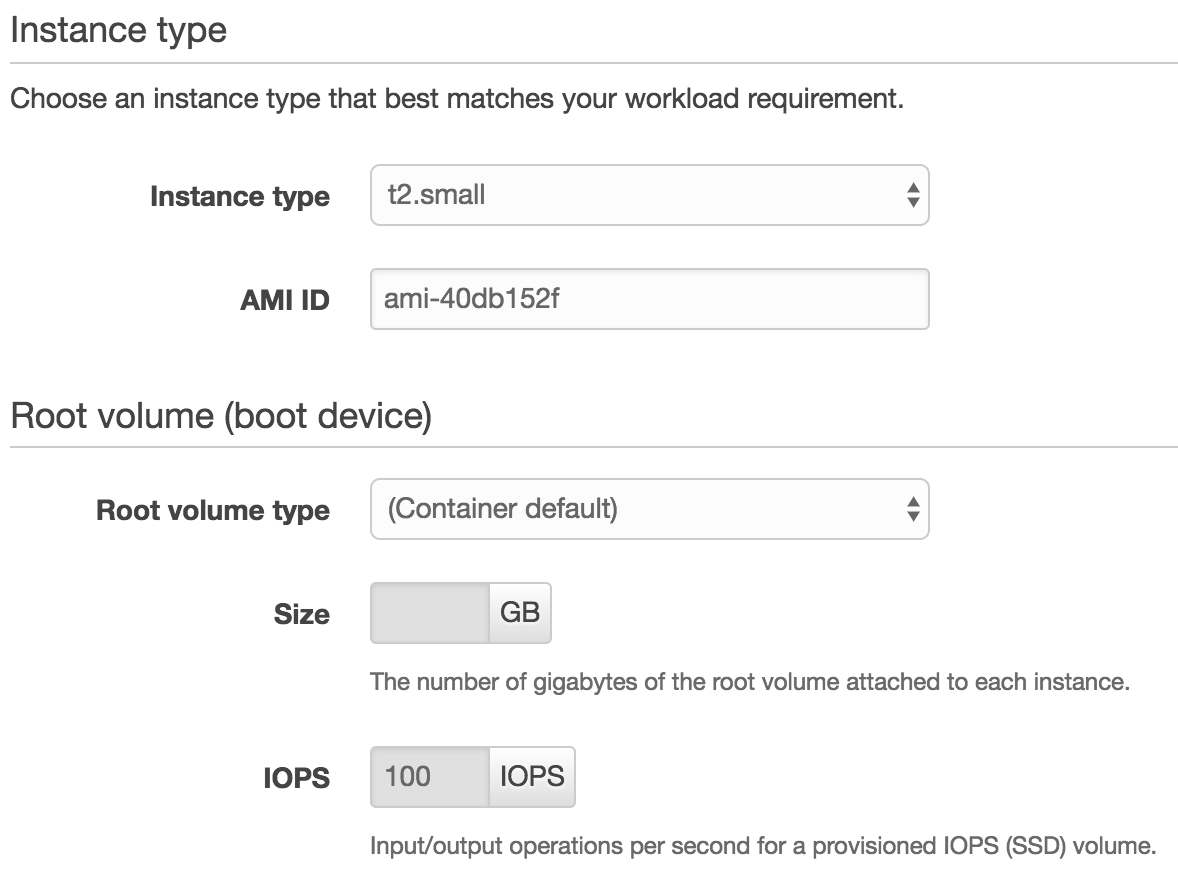 Instance type
Choose an instance type that best matches your workload requirement.
Instance type t2.small
AMI ID ami-40db152f
Root volume (boot device)
Root volume type (Container default)
Size GB
The number of gigabytes of the root volume attached to each instance.
IOPS 100 IOPS
Input/output operations per second for a provisioned IOPS (SSD) volume.